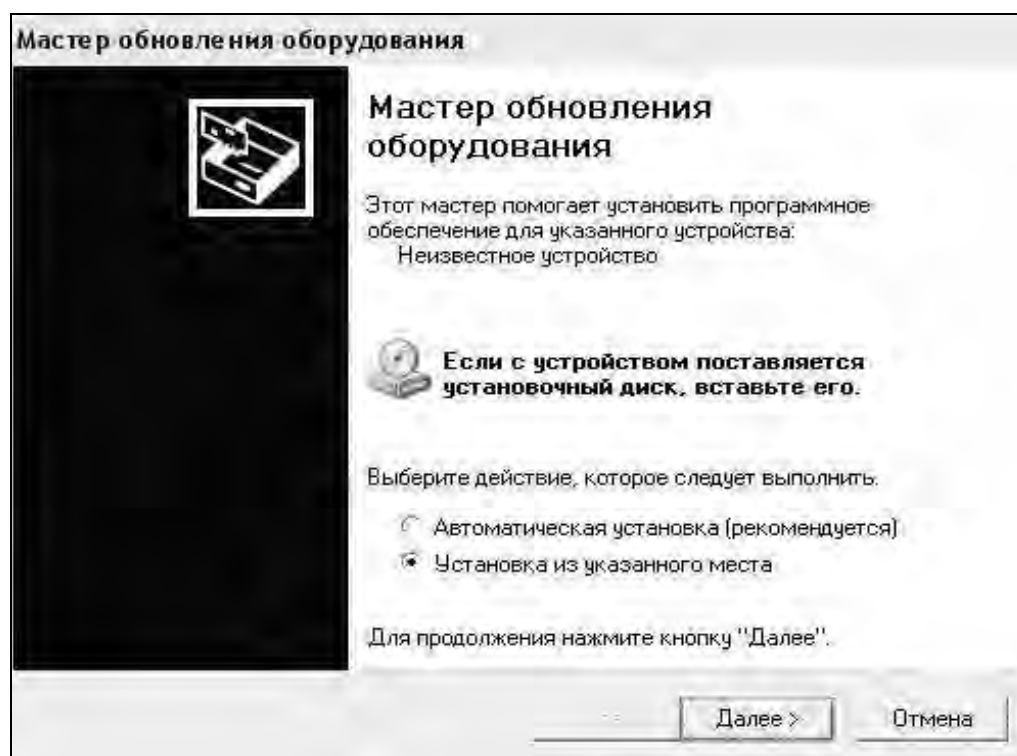 Мастер обновления оборудования
Мастер обновления
оборудования
Этот мастер помогает установить программное
обеспечение для указанного устройства:
Неизвестное устройство
Если с устройством поставляется
установочный диск, вставьте его.
Выберите действие, которое следует выполнить.
Автоматическая установка (рекомендуется)
Установка из указанного места
Для продолжения нажмите кнопку "Далее".
Далее >
Отмена